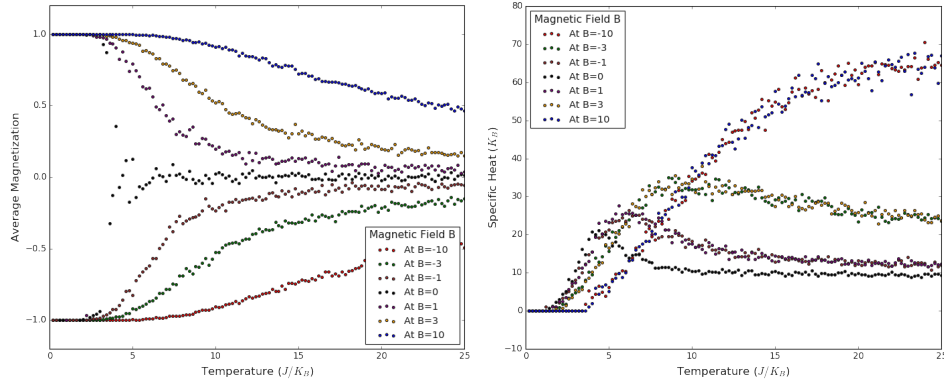 1.0
0.5
0.0
−0.5
−1.0
Average Magnetization
0
5
10
15
20
25
Temperature (J/K_B)
Magnetic Field B
At B=-10
At B=-3
At B=-1
At B=0
At B=1
At B=3
At B=10
80
70
60
50
40
30
20
10
0
−10
Specific Heat (K_B)
0
5
10
15
20
25
Temperature (J/K_B)
Magnetic Field B
At B=-10
At B=-3
At B=-1
At B=0
At B=1
At B=3
At B=10